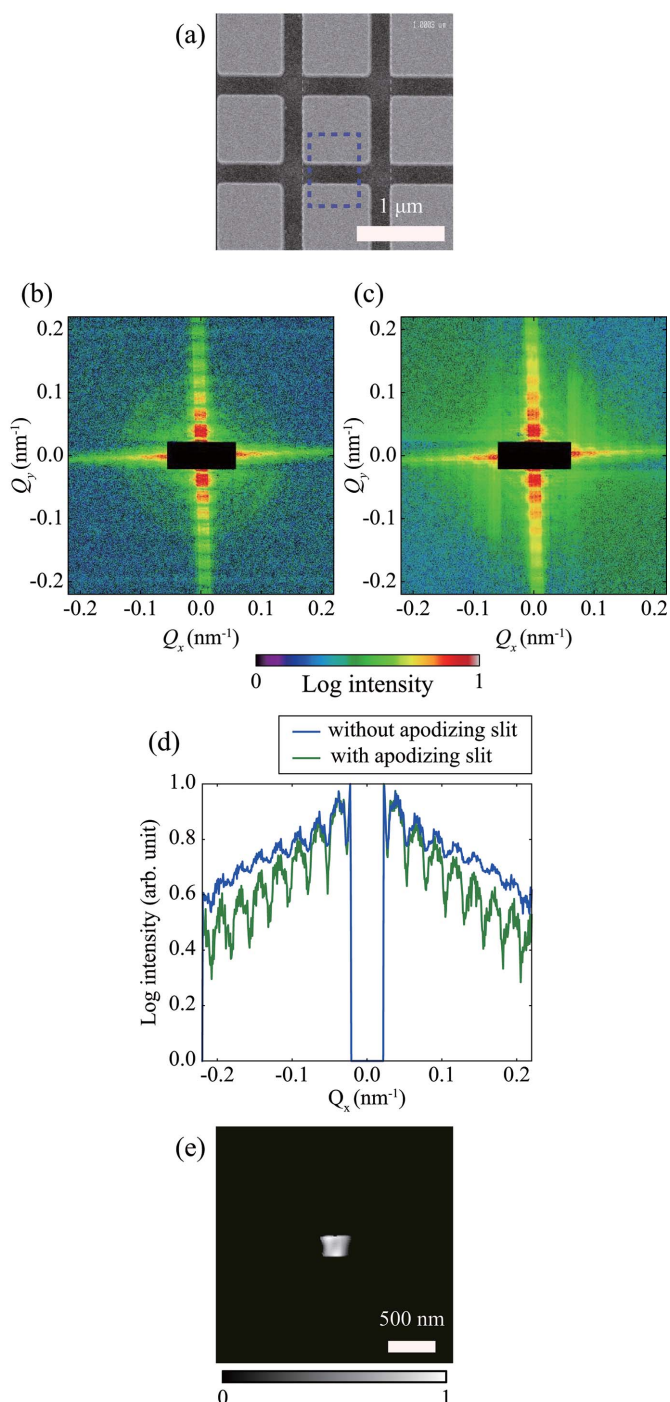 (a)
1.0003 um
1 μm
(b)
(c)
0.2
0.1
0.0
-0.1
-0.2
Qy (nm-1)
-0.2 -0.1 0.0 0.1 0.2
Qx (nm-1)
0.2
0.1
0.0
-0.1
-0.2
Qy (nm-1)
-0.2 -0.1 0.0 0.1 0.2
Qx (nm-1)
0 Log intensity 1
(d)
without apodizing slit
with apodizing slit
1.0
0.8
0.6
0.4
0.2
0.0
Log intensity (arb. unit)
-0.2 -0.1 0.0 0.1 0.2
Qx (nm-1)
(e)
500 nm
0 1